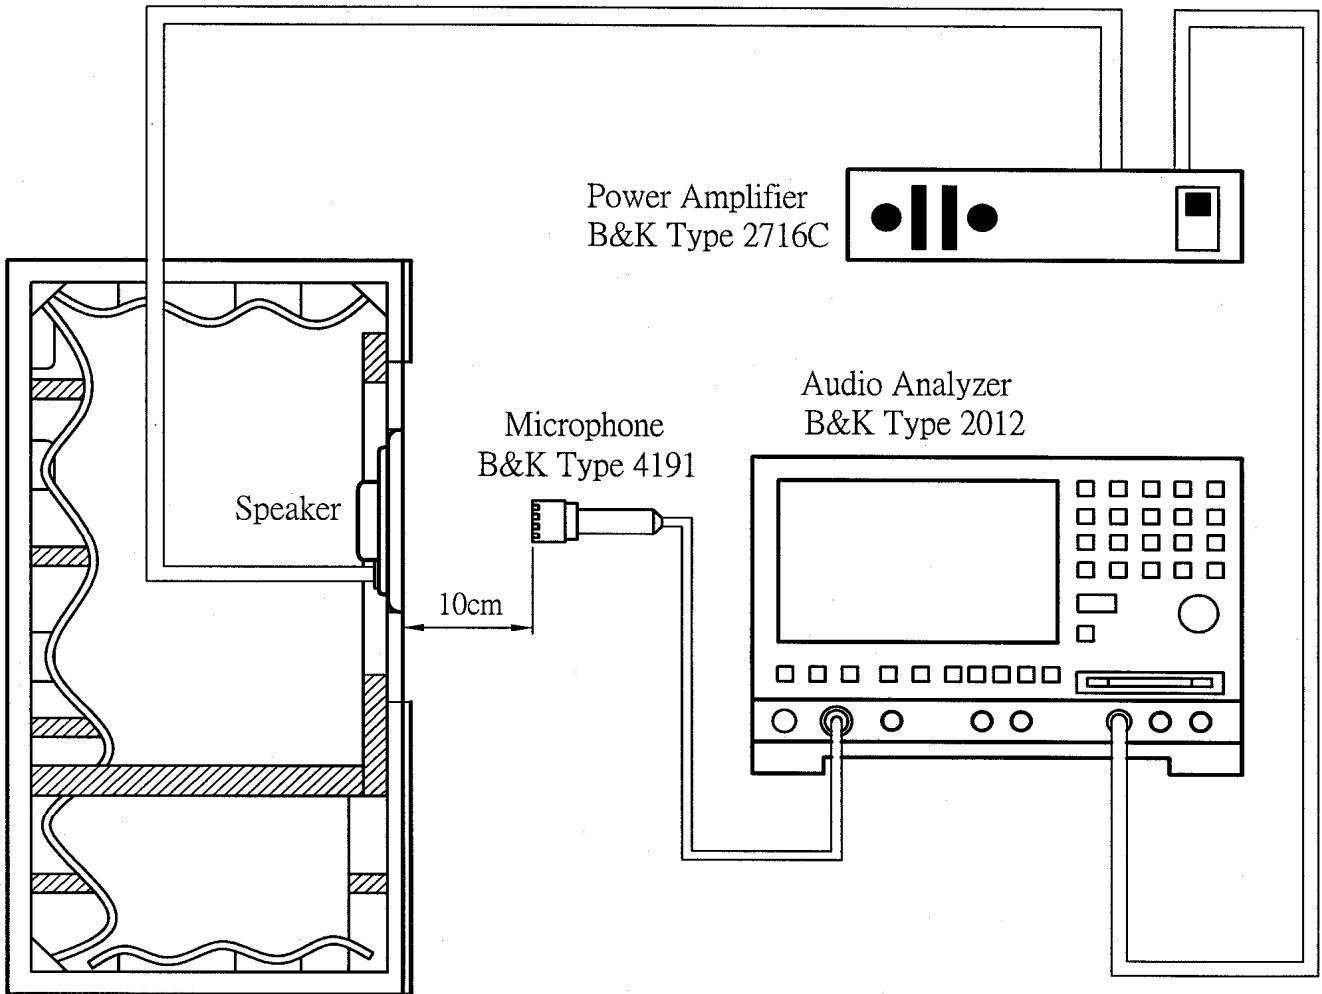 Power Amplifier
B&K Type 2716C
Audio Analyzer
B&K Type 2012
Microphone
B&K Type 4191
Speaker
10cm